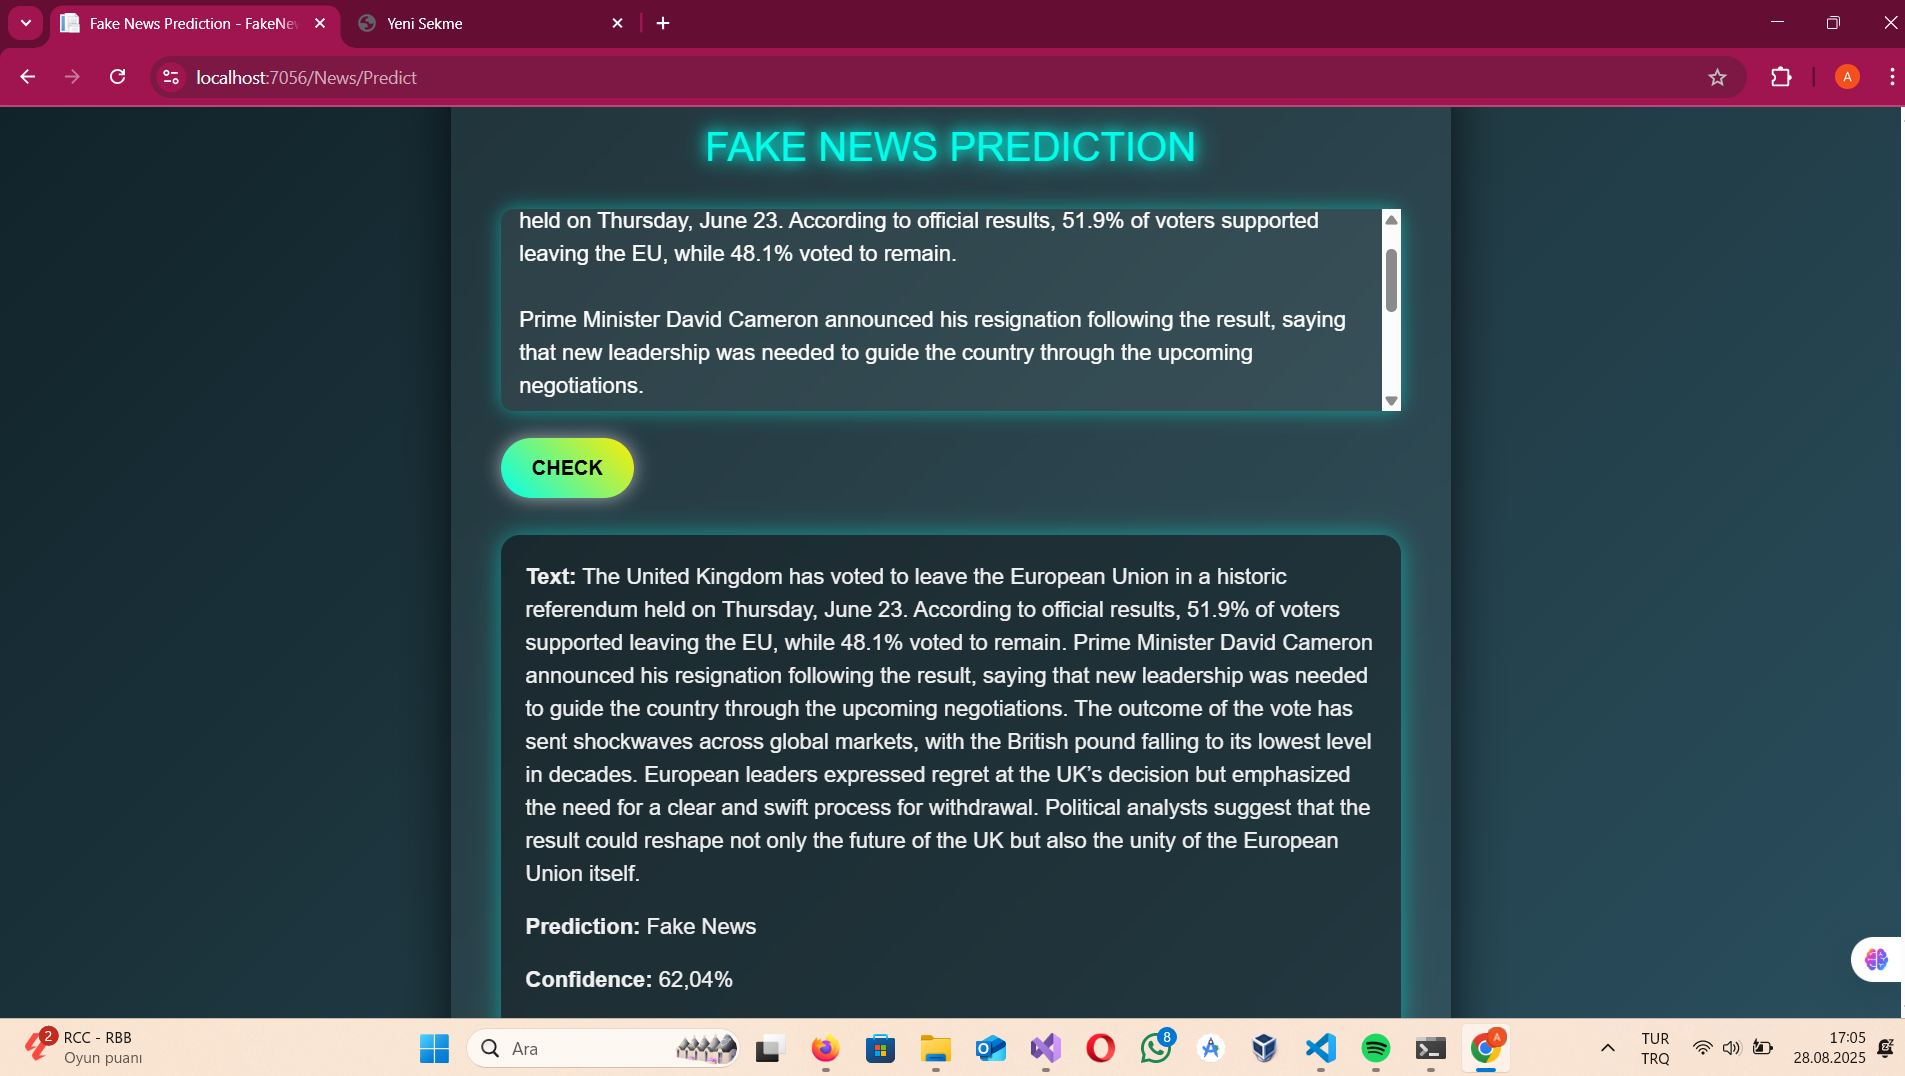 Fake News Prediction - FakeNew
Yeni Sekme
localhost:7056/News/Predict
A
FAKE NEWS PREDICTION
held on Thursday, June 23. According to official results, 51.9% of voters supported
leaving the EU, while 48.1% voted to remain.
Prime Minister David Cameron announced his resignation following the result, saying
that new leadership was needed to guide the country through the upcoming
negotiations.
CHECK
Text: The United Kingdom has voted to leave the European Union in a historic
referendum held on Thursday, June 23. According to official results, 51.9% of voters
supported leaving the EU, while 48.1% voted to remain. Prime Minister David Cameron
announced his resignation following the result, saying that new leadership was needed
to guide the country through the upcoming negotiations. The outcome of the vote has
sent shockwaves across global markets, with the British pound falling to its lowest level
in decades. European leaders expressed regret at the UK’s decision but emphasized
the need for a clear and swift process for withdrawal. Political analysts suggest that the
result could reshape not only the future of the UK but also the unity of the European
Union itself.
Prediction: Fake News
Confidence: 62,04%
2
RCC - RBB
Oyun puanı
Ara
8
A
TUR
TRQ
17:05
28.08.2025